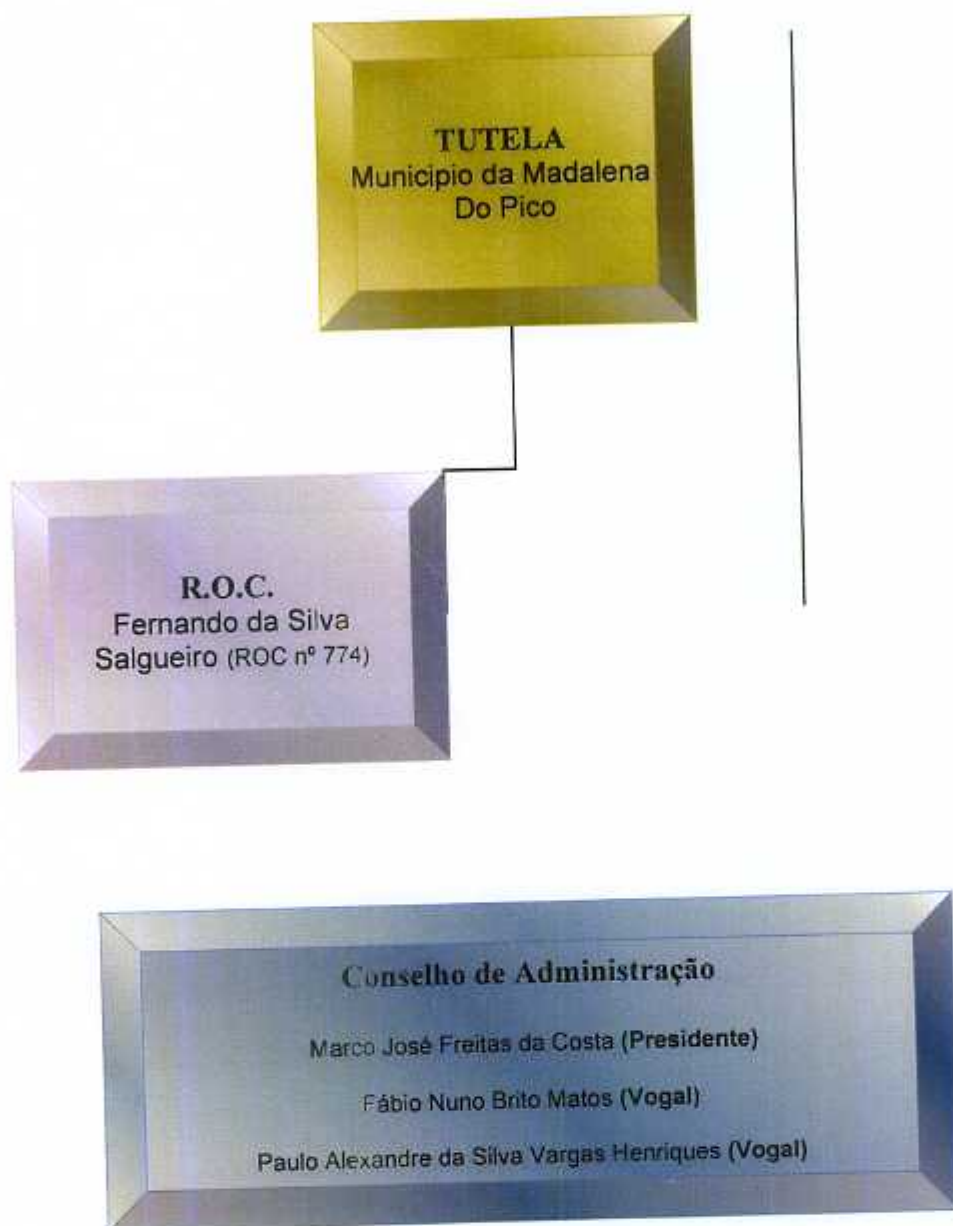 TUTELA
Municipio da Madalena
Do Pico
R.O.C.
Fernando da Silva
Salgueiro (ROC nº 774)
Conselho de Administração
Marco José Freitas da Costa (Presidente)
Fábio Nuno Brito Matos (Vogal)
Paulo Alexandre da Silva Vargas Henriques (Vogal)